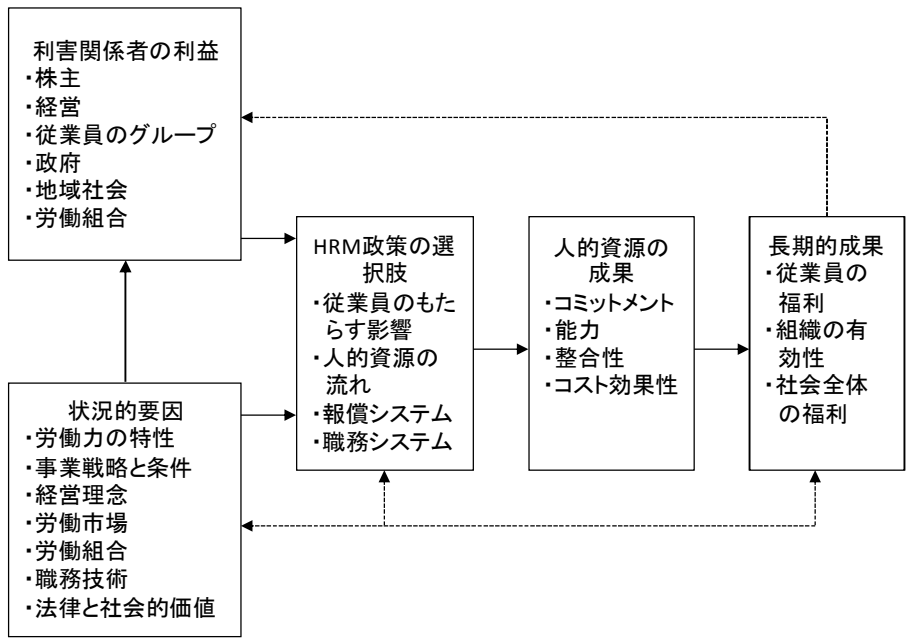 利害関係者の利益
・株主
・経営
・従業員のグループ
・政府
・地域社会
・労働組合
状況的要因
・労働力の特性
・事業戦略と条件
・経営理念
・労働市場
・労働組合
・職務技術
・法律と社会的価値
HRM政策の選
択肢
・従業員のもた
らす影響
・人的資源の
流れ
・報償システム
・職務システム
人的資源の
成果
・コミットメント
・能力
・整合性
・コスト効果性
長期的成果
・従業員の
福利
・組織の有
効性
・社会全体
の福利